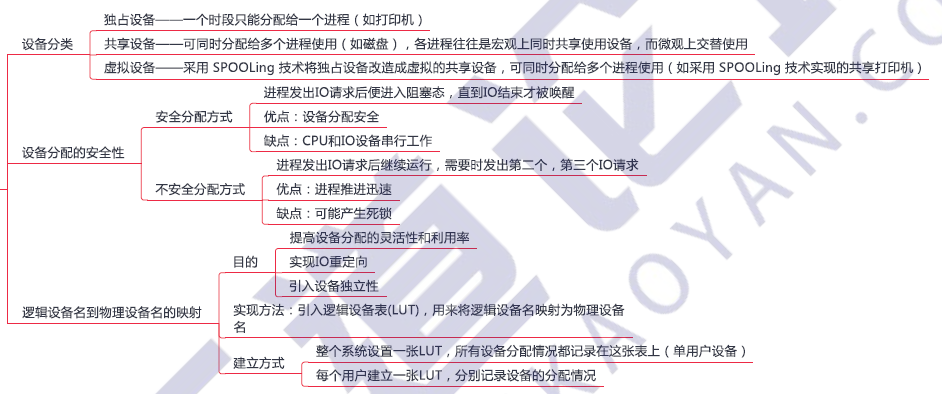 设备分类
独占设备——一个时段只能分配给一个进程（如打印机）
共享设备——可同时分配给多个进程使用（如磁盘），各进程往往是宏观上同时共享使用设备，而微观上交替使用
虚拟设备——采用 SPOOLing 技术将独占设备改造成虚拟的共享设备，可同时分配给多个进程使用（如采用 SPOOLing 技术实现的共享打印机）
设备分配的安全性
安全分配方式
进程发出IO请求后便进入阻塞态，直到IO结束才被唤醒
优点：设备分配安全
缺点：CPU和IO设备串行工作
不安全分配方式
进程发出IO请求后继续运行，需要时发出第二个，第三个IO请求
优点：进程推进迅速
缺点：可能产生死锁
逻辑设备名到物理设备名的映射
目的
提高设备分配的灵活性和利用率
实现IO重定向
引入设备独立性
实现方法：引入逻辑设备表(LUT)，用来将逻辑设备名映射为物理设备
名
建立方式
整个系统设置一张LUT，所有设备分配情况都记录在这张表上（单用户设备）
每个用户建立一张LUT，分别记录设备的分配情况
KAOYAN.CO